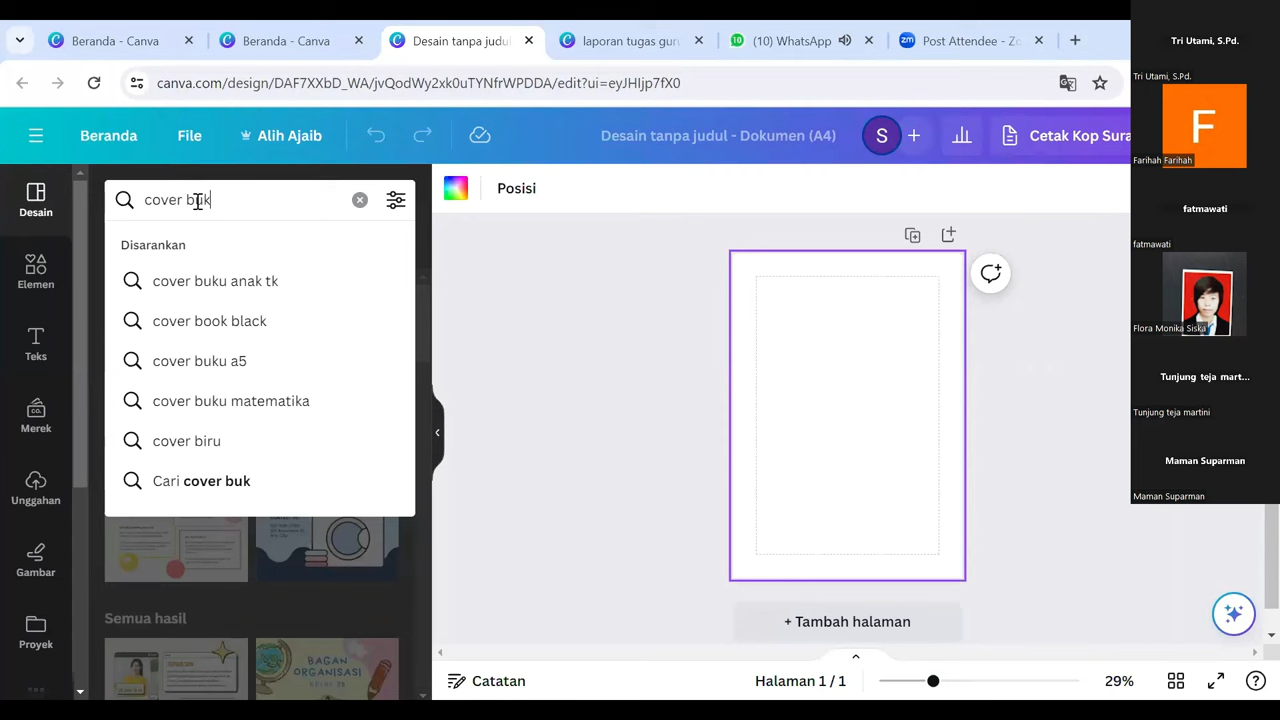 Beranda - Canva
Beranda - Canva
Desain tanpa judul
laporan tugas guru
(10) WhatsApp
zm Post Attendee - Zo
canva.com/design/DAF7XXbD_WA/jvQodWy2xk0uTYNfrWPDDA/edit?ui=eyJHIjp7fX0
Beranda
File
Alih Ajaib
Desain tanpa judul - Dokumen (A4)
S
Cetak Kop Sura
Desain
Elemen
Teks
CO.
Merek
Unggahan
Gambar
Proyek
cover buk
Disarankan
cover buku anak tk
cover book black
cover buku a5
cover buku matematika
cover biru
Cari cover buk
Semua hasil
BAGAN
ORGANISASI
Posisi
+ Tambah halaman
Catatan
Halaman 1 / 1
29%
Tri Utami, S.Pd.
Tri Utami, S.Pd.
F
Farihah Farihah
fatmawati
fatmawati
Flora Monika Siska
Tunjung teja mart...
Tunjung teja martini
Maman Suparman
Maman Suparman